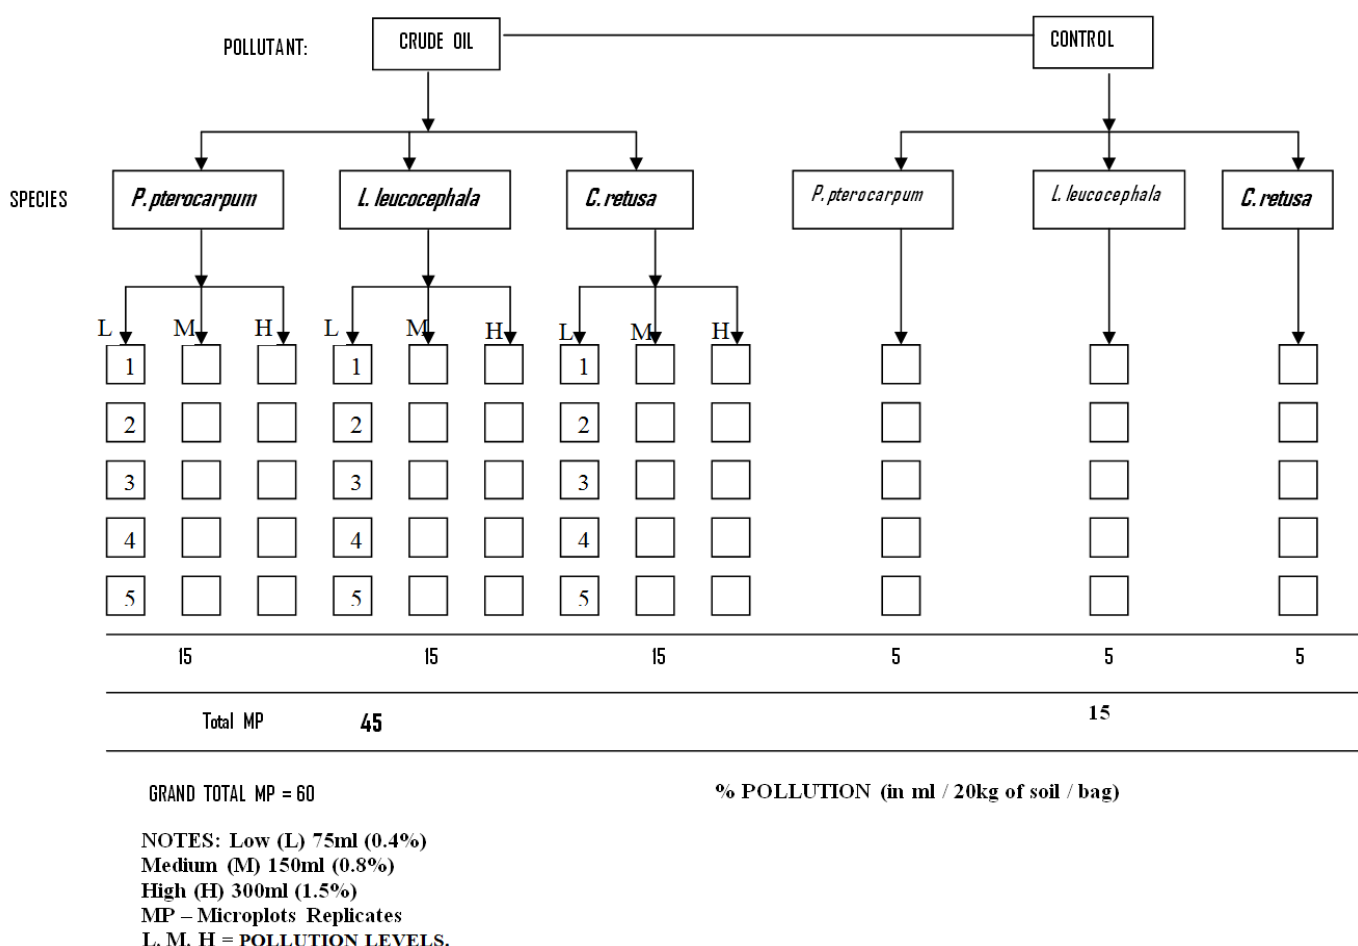 POLLUTANT: CRUDE OIL CONTROL
SPECIES P. pterocarpum L. leucocephala C. retusa P. pterocarpum L. leucocephala C. retusa
L M H L M H L M H
1 1 1
2 2 2
3 3 3
4 4 4
5 5 5
15 15 15 5 5 5
Total MP 45 15
GRAND TOTAL MP = 60 % POLLUTION (in ml / 20kg of soil / bag)
NOTES: Low (L) 75ml (0.4%)
Medium (M) 150ml (0.8%)
High (H) 300ml (1.5%)
MP – Microplots Replicates
L, M, H = POLLUTION LEVELS.